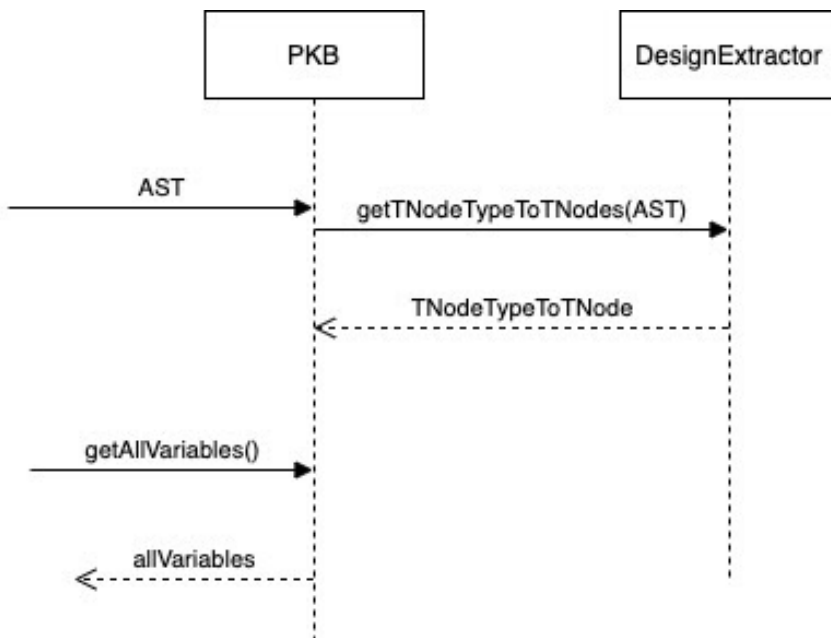 PKB
DesignExtractor
AST
getTNodeTypeToTNodes(AST)
TNodeTypeToTNode
getAllVariables()
allVariables